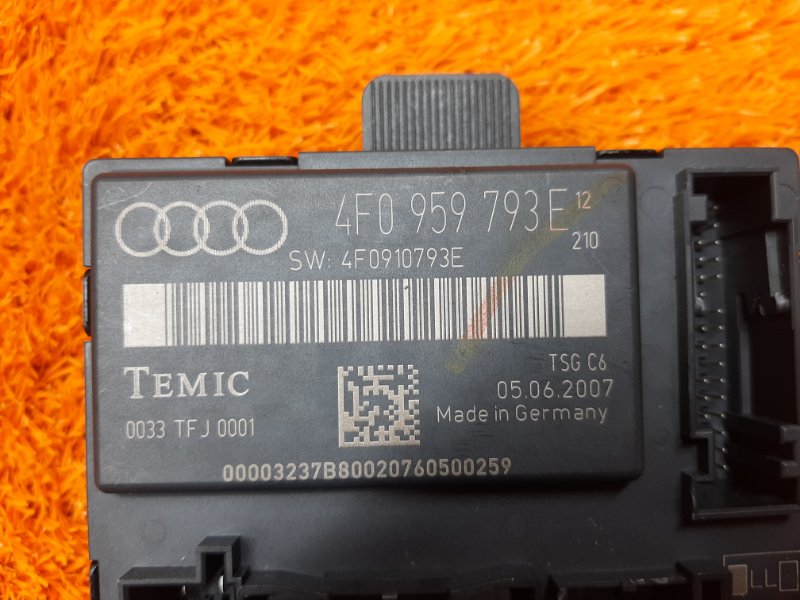 4F0 959 793 E 12
210
SW: 4F0910793E
TEMIC
TSG C6
05.06.2007
0033 TFJ 0001
Made in Germany
00003237B80020760500259